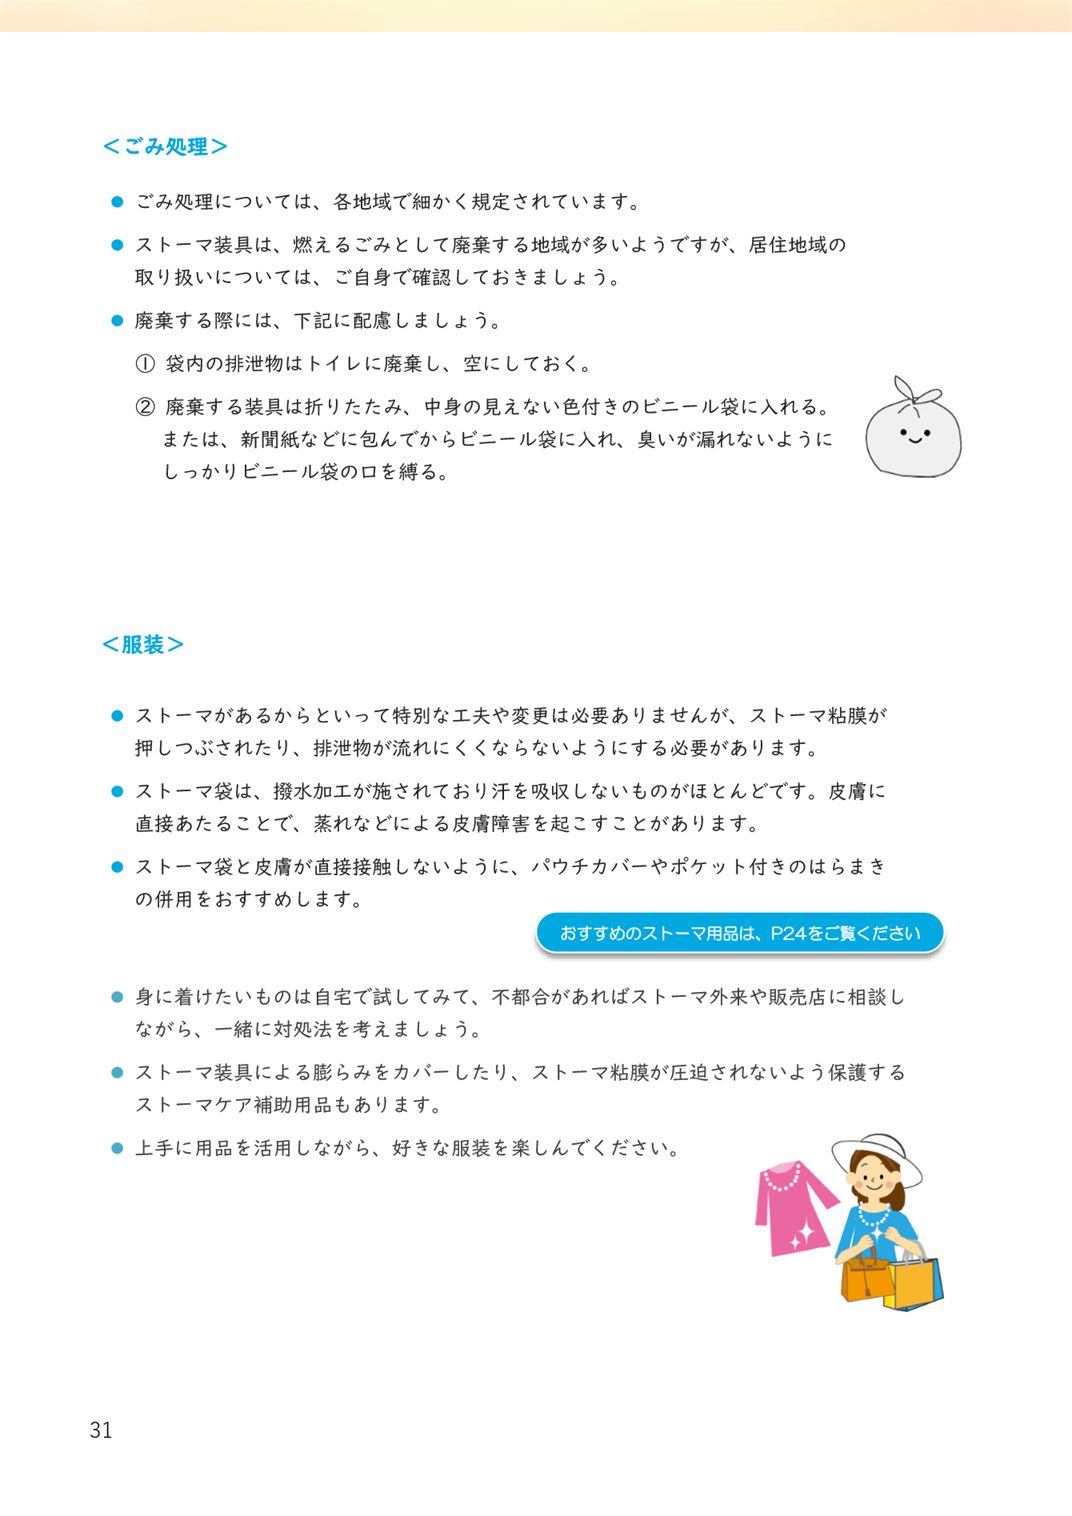 ＜ごみ処理＞
● ごみ処理については、各地域で細かく規定されています。
● ストーマ装具は、燃えるごみとして廃棄する地域が多いようですが、居住地域の
取り扱いについては、ご自身で確認しておきましょう。
● 廃棄する際には、下記に配慮しましょう。
① 袋内の排泄物はトイレに廃棄し、空にしておく。
② 廃棄する装具は折りたたみ、中身の見えない色付きのビニール袋に入れる。
または、新聞紙などに包んでからビニール袋に入れ、臭いが漏れないように
しっかりビニール袋の口を縛る。
＜服装＞
● ストーマがあるからといって特別な工夫や変更は必要ありませんが、ストーマ粘膜が
押しつぶされたり、排泄物が流れにくくならないようにする必要があります。
● ストーマ袋は、撥水加工が施されており汗を吸収しないものがほとんどです。皮膚に
直接あたることで、蒸れなどによる皮膚障害を起こすことがあります。
● ストーマ袋と皮膚が直接接触しないように、パウチカバーやポケット付きのはらまき
の併用をおすすめします。
おすすめのストーマ用品は、P24をご覧ください
● 身に着けたいものは自宅で試してみて、不都合があればストーマ外来や販売店に相談し
ながら、一緒に対処法を考えましょう。
● ストーマ装具による膨らみをカバーしたり、ストーマ粘膜が圧迫されないよう保護する
ストーマケア補助用品もあります。
● 上手に用品を活用しながら、好きな服装を楽しんでください。
31